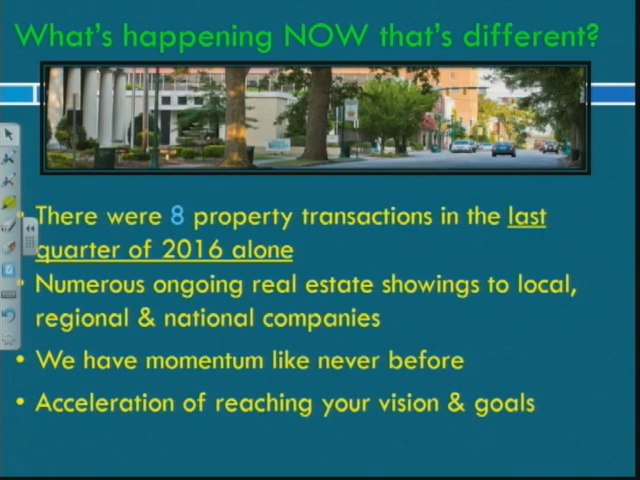 What's happening NOW that's different?
• There were 8 property transactions in the last
quarter of 2016 alone
• Numerous ongoing real estate showings to local,
regional & national companies
• We have momentum like never before
• Acceleration of reaching your vision & goals